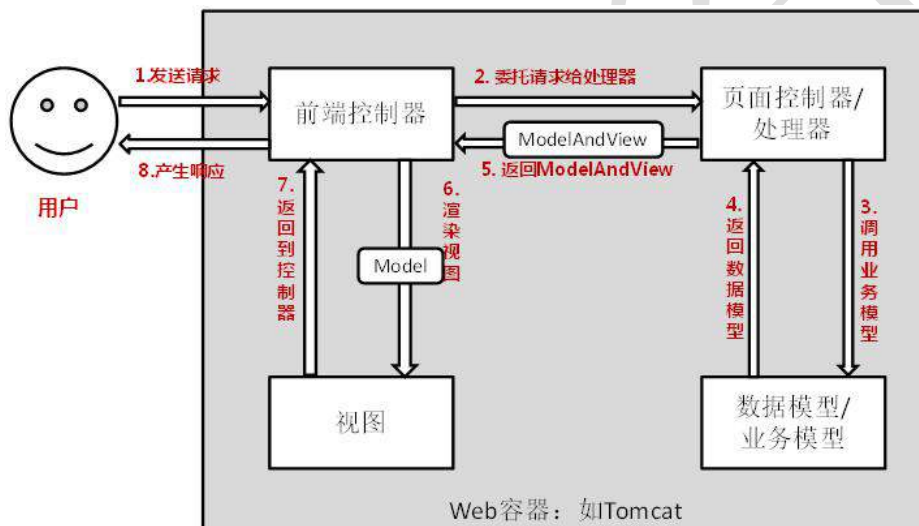 1.发送请求
2. 委托请求给处理器
前端控制器
页面控制器/
处理器
ModelAndView
8.产生响应
5. 返回ModelAndView
用户
7.
返
回
到
控
制
器
6.
渲
染
视
图
Model
4.
返
回
数
据
模
型
3.
调
用
业
务
模
型
视图
数据模型/
业务模型
Web容器：如lTomcat